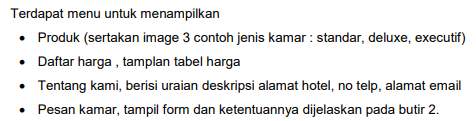 Terdapat menu untuk menampilkan
• Produk (sertakan image 3 contoh jenis kamar : standar, deluxe, executif)
• Daftar harga , tamplan tabel harga
• Tentang kami, berisi uraian deskripsi alamat hotel, no telp, alamat email
• Pesan kamar, tampil form dan ketentuannya dijelaskan pada butir 2.